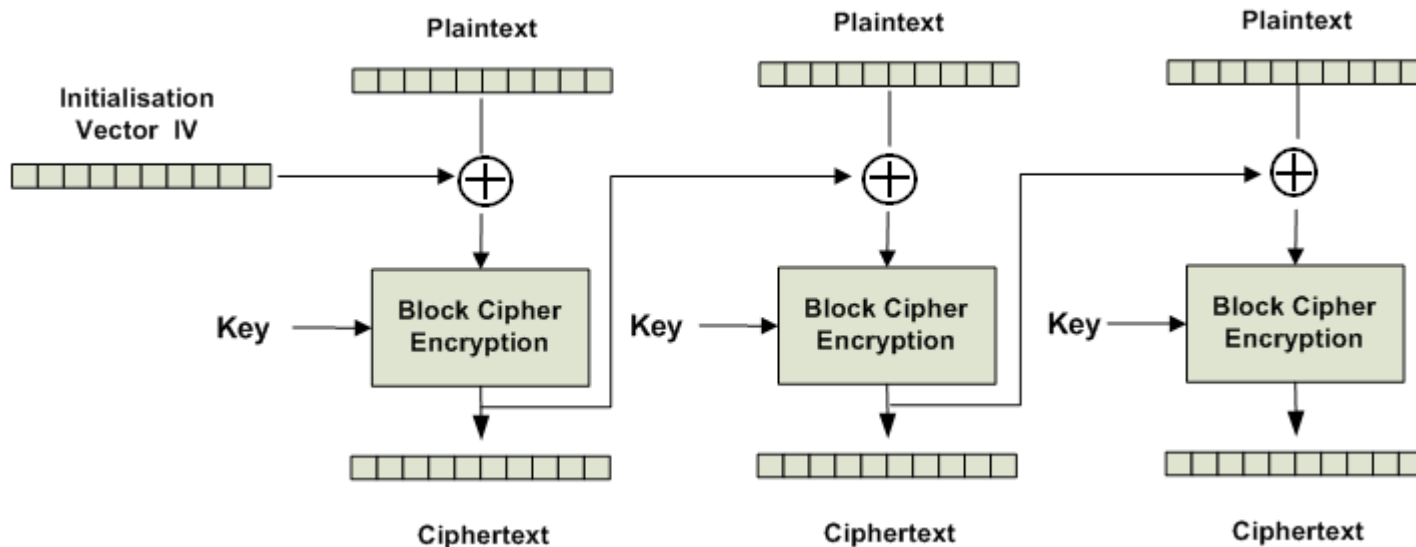 Plaintext
Plaintext
Plaintext
Initialisation
Vector IV
Key
Block Cipher
Encryption
Key
Block Cipher
Encryption
Key
Block Cipher
Encryption
Ciphertext
Ciphertext
Ciphertext